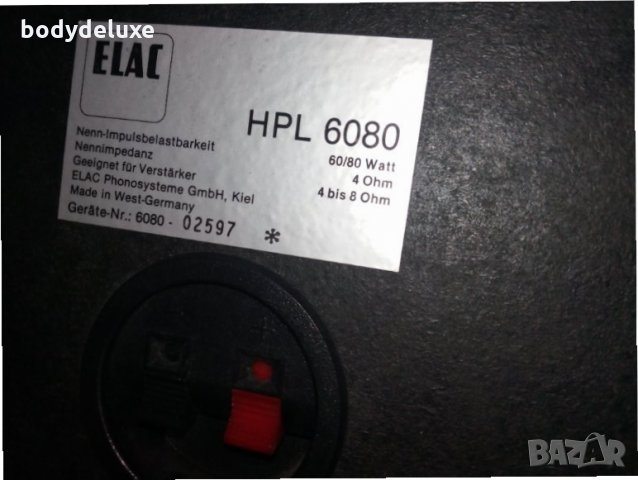 bodydeluxe
ELAC
HPL 6080
Nenn-Impulsbelastbarkeit 60/80 Watt
Nennimpedanz 4 Ohm
Geeignet für Verstärker 4 bis 8 Ohm
ELAC Phonosysteme GmbH, Kiel
Made in West-Germany
Geräte-Nr.: 6080 - 02597 *
BAZAR